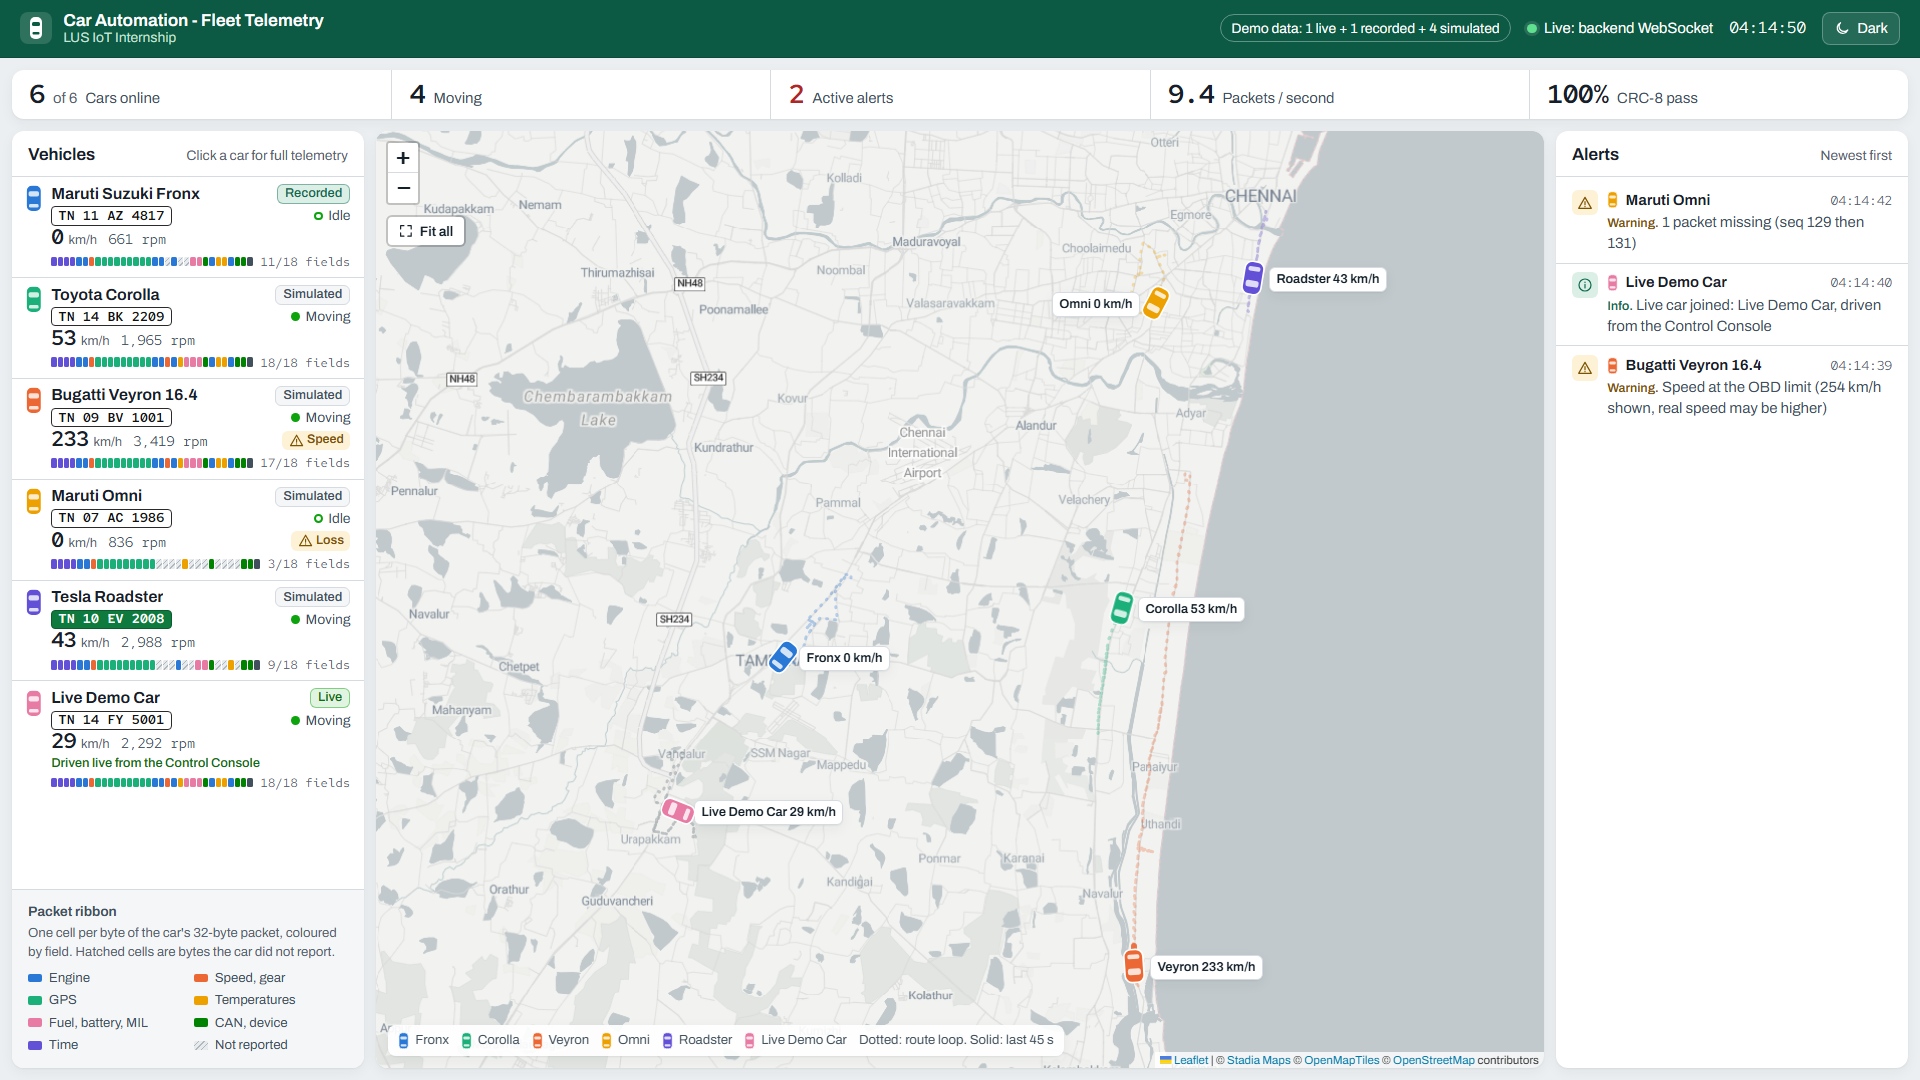 Car Automation - Fleet Telemetry
LUS IoT Internship
Demo data: 1 live + 1 recorded + 4 simulated
Live: backend WebSocket
04:14:50
Dark
6 of 6 Cars online
4 Moving
2 Active alerts
9.4 Packets / second
100% CRC-8 pass
Vehicles
Click a car for full telemetry
Maruti Suzuki Fronx
Recorded
TN 11 AZ 4817
Idle
0 km/h 661 rpm
11/18 fields
Toyota Corolla
Simulated
TN 14 BK 2209
Moving
53 km/h 1,965 rpm
18/18 fields
Bugatti Veyron 16.4
Simulated
TN 09 BV 1001
Moving
233 km/h 3,419 rpm
Speed
17/18 fields
Maruti Omni
Simulated
TN 07 AC 1986
Idle
0 km/h 836 rpm
Loss
3/18 fields
Tesla Roadster
Simulated
TN 10 EV 2008
Moving
43 km/h 2,988 rpm
9/18 fields
Live Demo Car
Live
TN 14 FY 5001
Moving
29 km/h 2,292 rpm
Driven live from the Control Console
18/18 fields
Packet ribbon
One cell per byte of the car's 32-byte packet, coloured
by field. Hatched cells are bytes the car did not report.
Engine
Speed, gear
GPS
Temperatures
Fuel, battery, MIL
CAN, device
Time
Not reported
+
−
Fit all
Otteri
Kolladi
CHENNAI
Kudapakkam
Nemam
Egmore
Maduravoyal
Choolaimedu
Thirumazhisai
Noombal
NH48
Roadster 43 km/h
Omni 0 km/h
Valasaravakkam
Poonamallee
NH48
SH234
Chembarambakkam
Lake
Kovur
Adyar
Alandur
Chennai
International
Airport
Kundrathur
Pennalur
Pammal
Velachery
Corolla 53 km/h
Navalur
SH234
Fronx 0 km/h
Chetpet
Mahanyam
Vandalur
SSM Nagar
Mappedu
Panaiyur
Live Demo Car 29 km/h
Urapakkam
Uthandi
Ponmar
Karanai
Kandigai
Orathur
Guduvancheri
Navalur
Veyron 233 km/h
Kolathur
Fronx
Corolla
Veyron
Omni
Roadster
Live Demo Car
Dotted: route loop. Solid: last 45 s
Leaflet | © Stadia Maps © OpenMapTiles © OpenStreetMap contributors
Alerts
Newest first
Maruti Omni
04:14:42
Warning. 1 packet missing (seq 129 then
131)
Live Demo Car
04:14:40
Info. Live car joined: Live Demo Car, driven
from the Control Console
Bugatti Veyron 16.4
04:14:39
Warning. Speed at the OBD limit (254 km/h
shown, real speed may be higher)